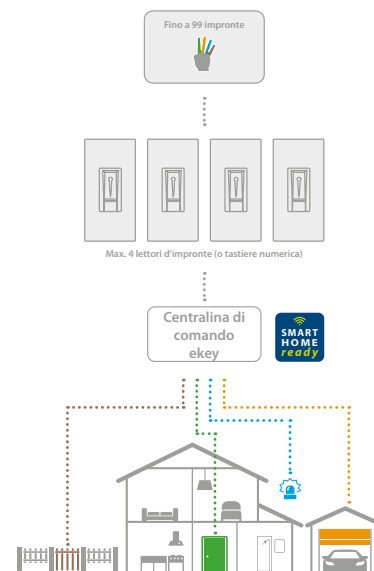 Fino a 99 impronte
Max. 4 lettori d'impronte (o tastiere numerica)
Centralina di
comando
ekey
SMART
HOME
ready